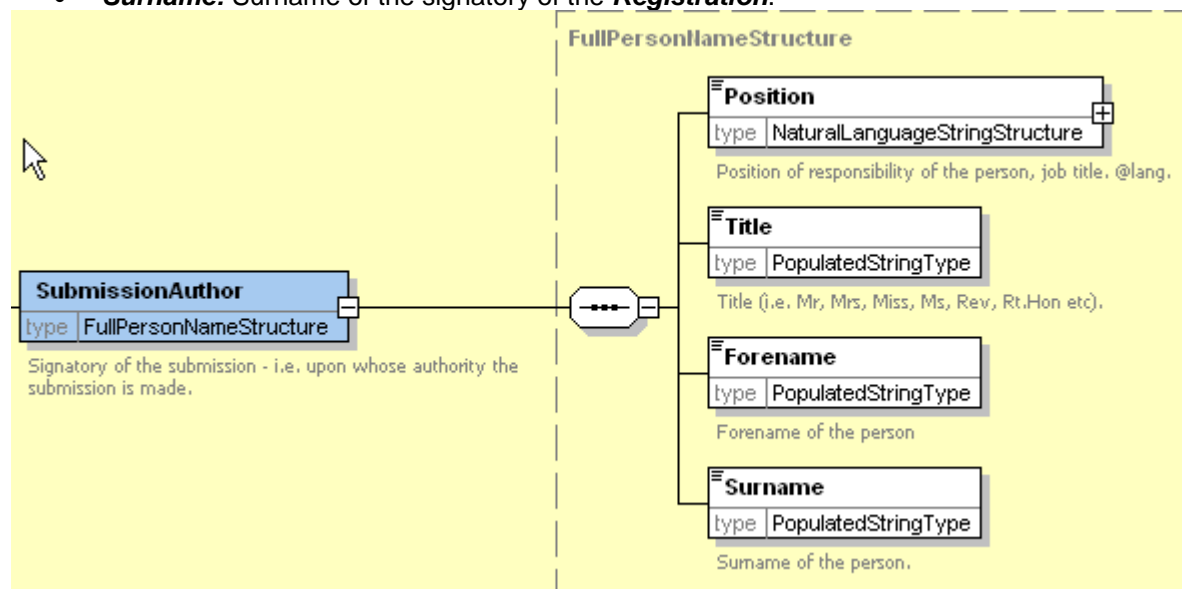 • Surname: Surname of the signatory of the Registration.
FullPersonNameStructure
Position
type NaturalLanguageStringStructure
Position of responsibility of the person, job title. @lang.
Title
type PopulatedStringType
Title (i.e. Mr, Mrs, Miss, Ms, Rev, Rt.Hon etc).
SubmissionAuthor
type FullPersonNameStructure
Signatory of the submission - i.e. upon whose authority the
submission is made.
Forename
type PopulatedStringType
Forename of the person
Surname
type PopulatedStringType
Surname of the person.